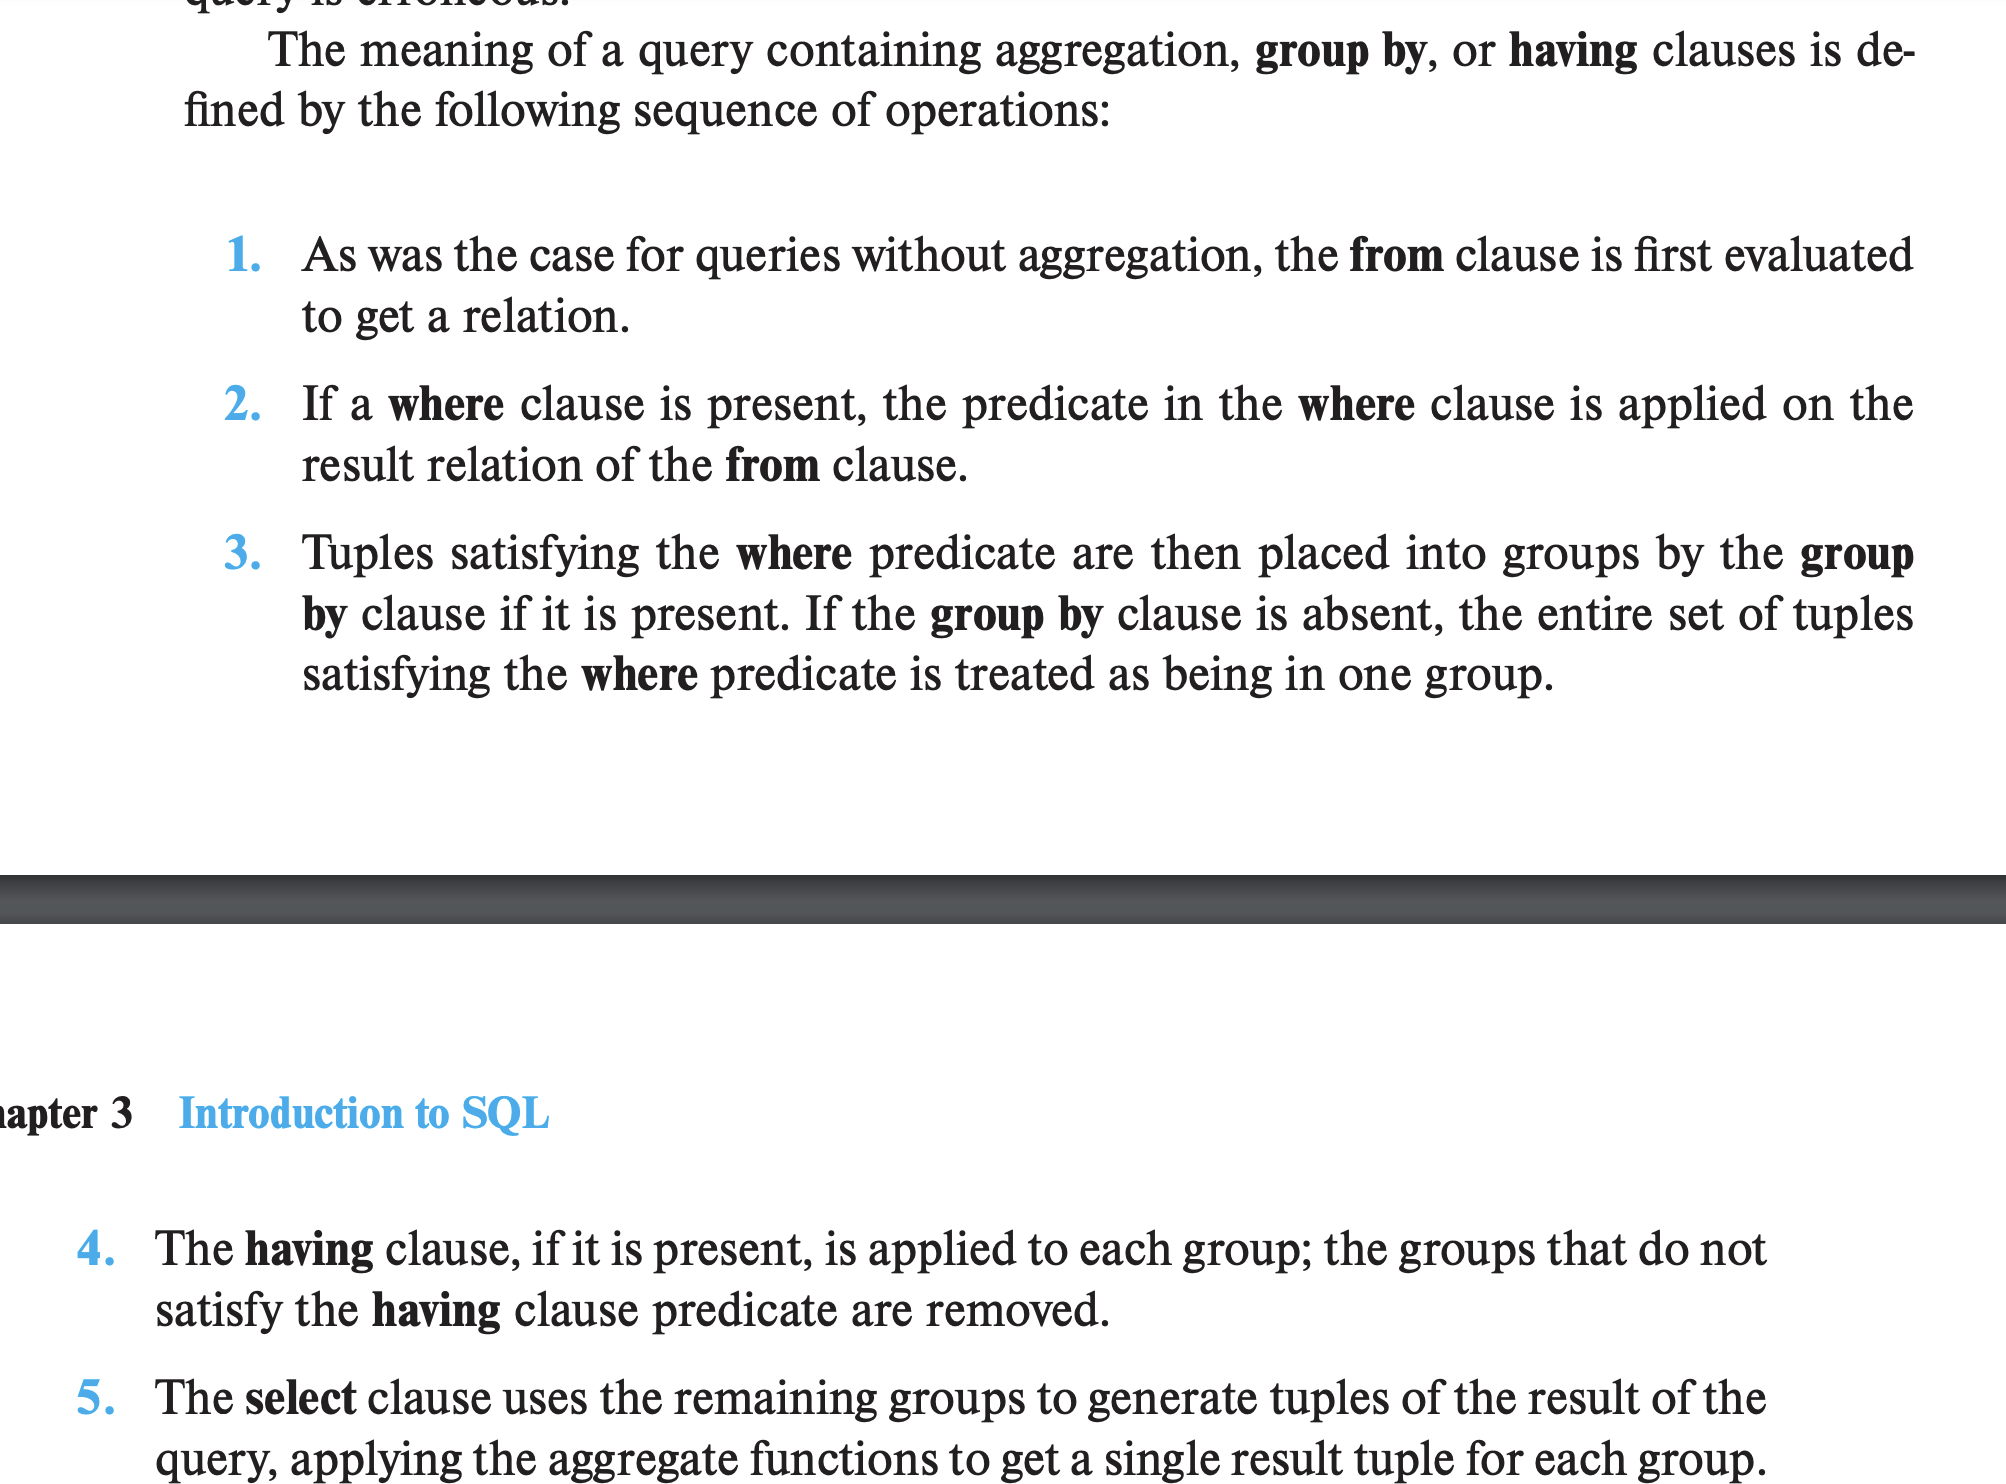 The meaning of a query containing aggregation, group by, or having clauses is de-
fined by the following sequence of operations:
1. As was the case for queries without aggregation, the from clause is first evaluated
to get a relation.
2. If a where clause is present, the predicate in the where clause is applied on the
result relation of the from clause.
3. Tuples satisfying the where predicate are then placed into groups by the group
by clause if it is present. If the group by clause is absent, the entire set of tuples
satisfying the where predicate is treated as being in one group.
apter 3 Introduction to SQL
4. The having clause, if it is present, is applied to each group; the groups that do not
satisfy the having clause predicate are removed.
5. The select clause uses the remaining groups to generate tuples of the result of the
query, applying the aggregate functions to get a single result tuple for each group.